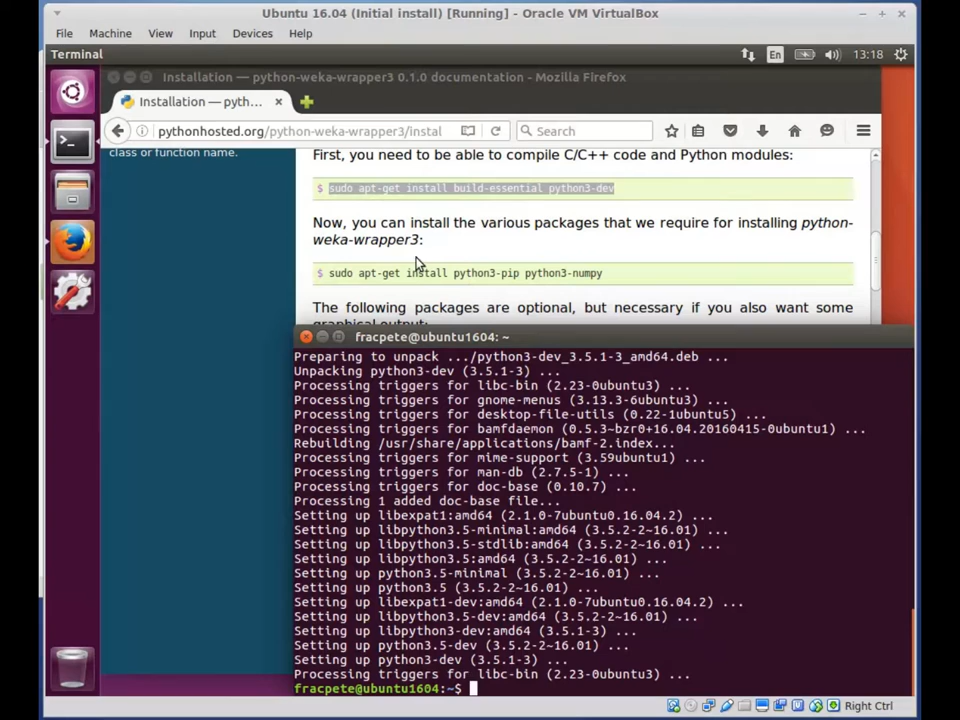 Ubuntu 16.04 (Initial install) [Running] - Oracle VM VirtualBox
File Machine View Input Devices Help
Terminal En 13:18
Installation — python-weka-wrapper3 0.1.0 documentation - Mozilla Firefox
Installation — pyth...
pythonhosted.org/python-weka-wrapper3/instal Search
class or function name.
First, you need to be able to compile C/C++ code and Python modules:
$ sudo apt-get install build-essential python3-dev
Now, you can install the various packages that we require for installing python-
weka-wrapper3:
$ sudo apt-get install python3-pip python3-numpy
The following packages are optional, but necessary if you also want some
graphical output:
fracpete@ubuntu1604: ~
Preparing to unpack .../python3-dev_3.5.1-3_amd64.deb ...
Unpacking python3-dev (3.5.1-3) ...
Processing triggers for libc-bin (2.23-0ubuntu3) ...
Processing triggers for gnome-menus (3.13.3-6ubuntu3) ...
Processing triggers for desktop-file-utils (0.22-1ubuntu5) ...
Processing triggers for bamfdaemon (0.5.3~bzr0+16.04.20160415-0ubuntu1) ...
Rebuilding /usr/share/applications/bamf-2.index...
Processing triggers for mime-support (3.59ubuntu1) ...
Processing triggers for man-db (2.7.5-1) ...
Processing triggers for doc-base (0.10.7) ...
Processing 1 added doc-base file...
Setting up libexpat1:amd64 (2.1.0-7ubuntu0.16.04.2) ...
Setting up libpython3.5-minimal:amd64 (3.5.2-2~16.01) ...
Setting up libpython3.5-stdlib:amd64 (3.5.2-2~16.01) ...
Setting up libpython3.5:amd64 (3.5.2-2~16.01) ...
Setting up python3.5-minimal (3.5.2-2~16.01) ...
Setting up python3.5 (3.5.2-2~16.01) ...
Setting up libexpat1-dev:amd64 (2.1.0-7ubuntu0.16.04.2) ...
Setting up libpython3.5-dev:amd64 (3.5.2-2~16.01) ...
Setting up libpython3-dev:amd64 (3.5.1-3) ...
Setting up python3.5-dev (3.5.2-2~16.01) ...
Setting up python3-dev (3.5.1-3) ...
Processing triggers for libc-bin (2.23-0ubuntu3) ...
fracpete@ubuntu1604:~$
Right Ctrl